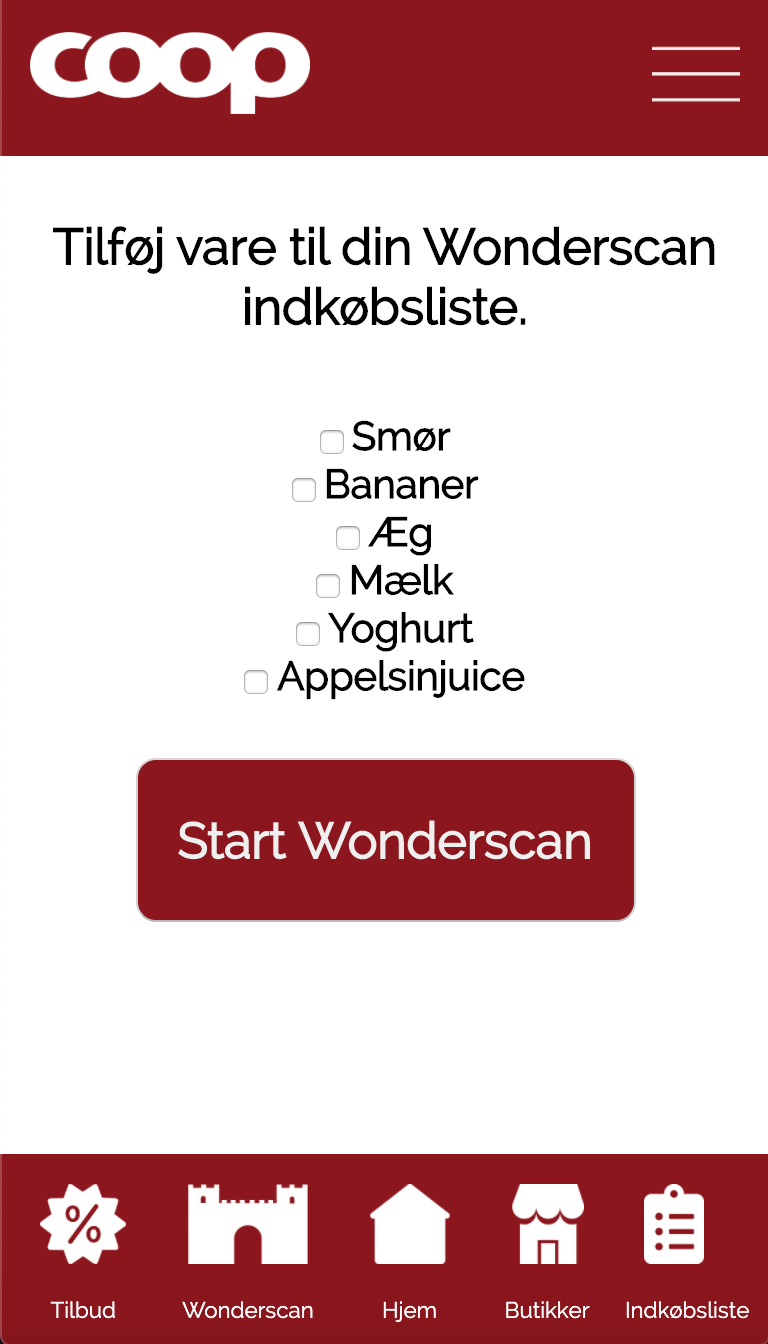 coop
Tilføj vare til din Wonderscan
indkøbsliste.
Smør
Bananer
Æg
Mælk
Yoghurt
Appelsinjuice
Start Wonderscan
%
Tilbud Wonderscan Hjem Butikker Indkøbsliste